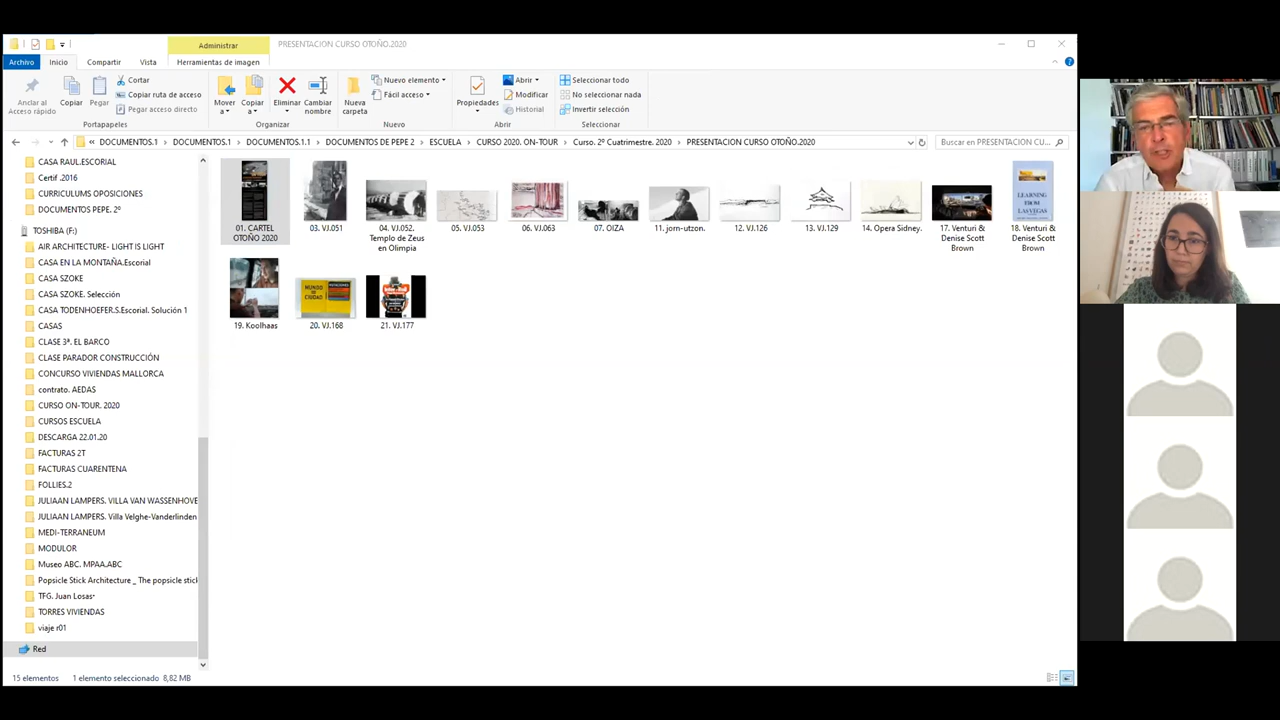 Administrar
PRESENTACION CURSO OTOÑO.2020
Archivo
Inicio
Compartir
Vista
Herramientas de imagen
Anclar al
Acceso rápido
Copiar
Pegar
Cortar
Copiar ruta de acceso
Pegar acceso directo
Portapapeles
Mover
a
Copiar
a
Eliminar
Cambiar
nombre
Organizar
Nueva
carpeta
Nuevo elemento
Fácil acceso
Nuevo
Propiedades
Abrir
Modificar
Historial
Abrir
Seleccionar todo
No seleccionar nada
Invertir selección
Seleccionar
« DOCUMENTOS.1 > DOCUMENTOS.1 > DOCUMENTOS.1.1 > DOCUMENTOS DE PEPE 2 > ESCUELA > CURSO 2020. ON-TOUR > Curso. 2º Cuatrimestre. 2020 > PRESENTACION CURSO OTOÑO.2020
Buscar en PRESENTACION CU...
CASA RAUL.ESCORIAL
Certif .2016
CURRICULUMS OPOSICIONES
DOCUMENTOS PEPE. 2º
TOSHIBA (F:)
AIR ARCHITECTURE- LIGHT IS LIGHT
CASA EN LA MONTAÑA.Escorial
CASA SZOKE
CASA SZOKE. Selección
CASA TODENHOEFER.S.Escorial. Solución 1
CASAS
CLASE 3ª. EL BARCO
CLASE PARADOR CONSTRUCCIÓN
CONCURSO VIVIENDAS MALLORCA
contrato. AEDAS
CURSO ON-TOUR. 2020
CURSOS ESCUELA
DESCARGA 22.01.20
FACTURAS 2T
FACTURAS CUARENTENA
FOLLIES.2
JULIAAN LAMPERS. VILLA VAN WASSENHOVE
JULIAAN LAMPERS. Villa Velghe-Vanderlinden
MEDI-TERRANEUM
MODULOR
Museo ABC. MPAA.ABC
Popsicle Stick Architecture _ The popsicle stick
TFG. Juan Losas·
TORRES VIVIENDAS
viaje r01
Red
01. CARTEL
OTOÑO 2020
03. VJ.051
04. VJ.052.
Templo de Zeus
en Olimpia
05. VJ.053
06. VJ.063
07. OIZA
11. jorn-utzon.
12. VJ.126
13. VJ.129
14. Opera Sidney.
17. Venturi &
Denise Scott
Brown
LEARNING
FROM
LAS VEGAS
18. Venturi &
Denise Scott
Brown
19. Koolhaas
MUNDO
CIUDAD
20. VJ.168
21. VJ.177
15 elementos
1 elemento seleccionado 8,82 MB